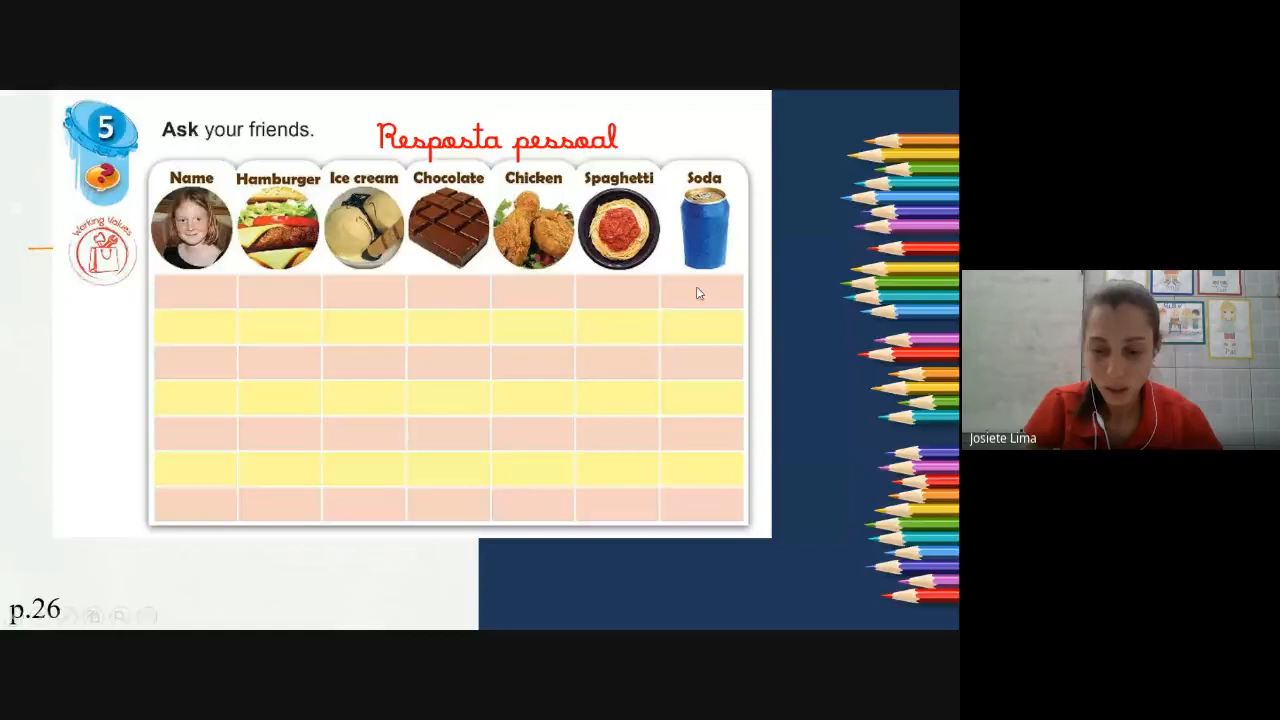 5
Ask your friends.
Resposta pessoal
Name Hamburger Ice cream Chocolate Chicken Spaghetti Soda
Working Values
p.26
Josiete Lima